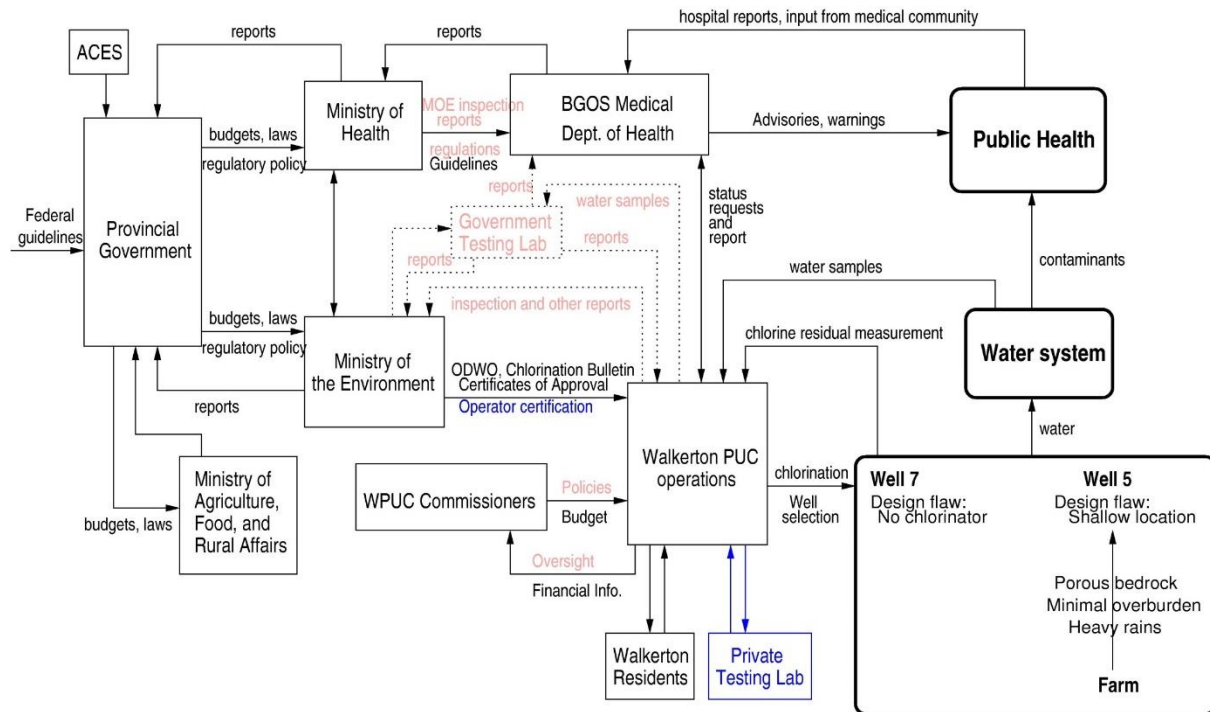 hospital reports, input from medical community
ACES
reports
reports
Ministry of
Health
MOE inspection
reports
regulations
Guidelines
BGOS Medical
Dept. of Health
Advisories, warnings
Public Health
budgets, laws
regulatory policy
Federal
guidelines
Provincial
Government
reports
water samples
Government
Testing Lab
reports
reports
status
requests
and
report
contaminants
water samples
inspection and other reports
budgets, laws
regulatory policy
Ministry of
the Environment
chlorine residual measurement
Water system
ODWO, Chlorination Bulletin
Certificates of Approval
Operator certification
reports
water
Ministry of
Agriculture,
Food, and
Rural Affairs
budgets, laws
WPUC Commissioners
Policies
Budget
Oversight
Financial Info.
Walkerton PUC
operations
chlorination
Well
selection
Well 7
Design flaw:
No chlorinator
Well 5
Design flaw:
Shallow location
Porous bedrock
Minimal overburden
Heavy rains
Farm
Walkerton
Residents
Private
Testing Lab